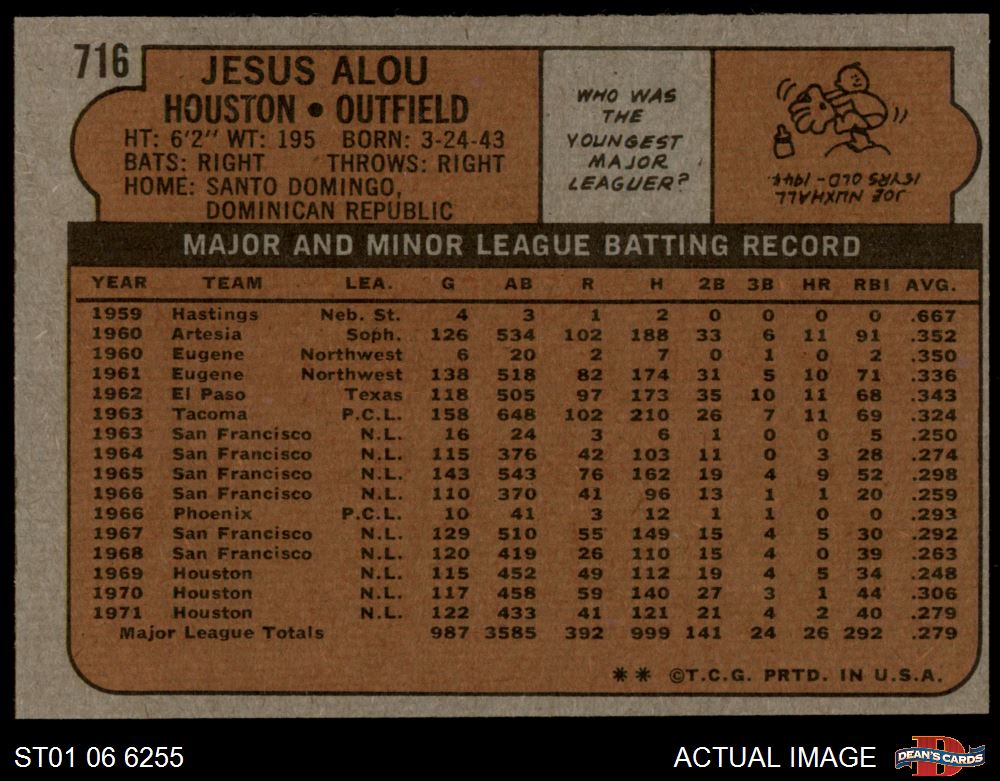 716
JESUS ALOU
HOUSTON • OUTFIELD
HT: 6'2" WT: 195 BORN: 3-24-43
BATS: RIGHT THROWS: RIGHT
HOME: SANTO DOMINGO,
DOMINICAN REPUBLIC
WHO WAS
THE
YOUNGEST
MAJOR
LEAGUER?
JOE NUXHALL
15YRS OLD - 1944.
MAJOR AND MINOR LEAGUE BATTING RECORD
YEAR TEAM LEA. G AB R H 2B 3B HR RBI AVG.
1959 Hastings Neb. St. 4 3 1 2 0 0 0 0 .667
1960 Artesia Soph. 126 534 102 188 33 6 11 91 .352
1960 Eugene Northwest 6 20 2 7 0 1 0 2 .350
1961 Eugene Northwest 138 518 82 174 31 5 10 71 .336
1962 El Paso Texas 118 505 97 173 35 10 11 68 .343
1963 Tacoma P.C.L. 158 648 102 210 26 7 11 69 .324
1963 San Francisco N.L. 16 24 3 6 1 0 0 5 .250
1964 San Francisco N.L. 115 376 42 103 11 0 3 28 .274
1965 San Francisco N.L. 143 543 76 162 19 4 9 52 .298
1966 San Francisco N.L. 110 370 41 96 13 1 1 20 .259
1966 Phoenix P.C.L. 10 41 3 12 1 1 0 0 .293
1967 San Francisco N.L. 129 510 55 149 15 4 5 30 .292
1968 San Francisco N.L. 120 419 26 110 15 4 0 39 .263
1969 Houston N.L. 115 452 49 112 19 4 5 34 .248
1970 Houston N.L. 117 458 59 140 27 3 1 44 .306
1971 Houston N.L. 122 433 41 121 21 4 2 40 .279
Major League Totals 987 3585 392 999 141 24 26 292 .279
** ©T.C.G. PRTD. IN U.S.A.
ST01 06 6255
ACTUAL IMAGE
D
DEAN'S CARDS